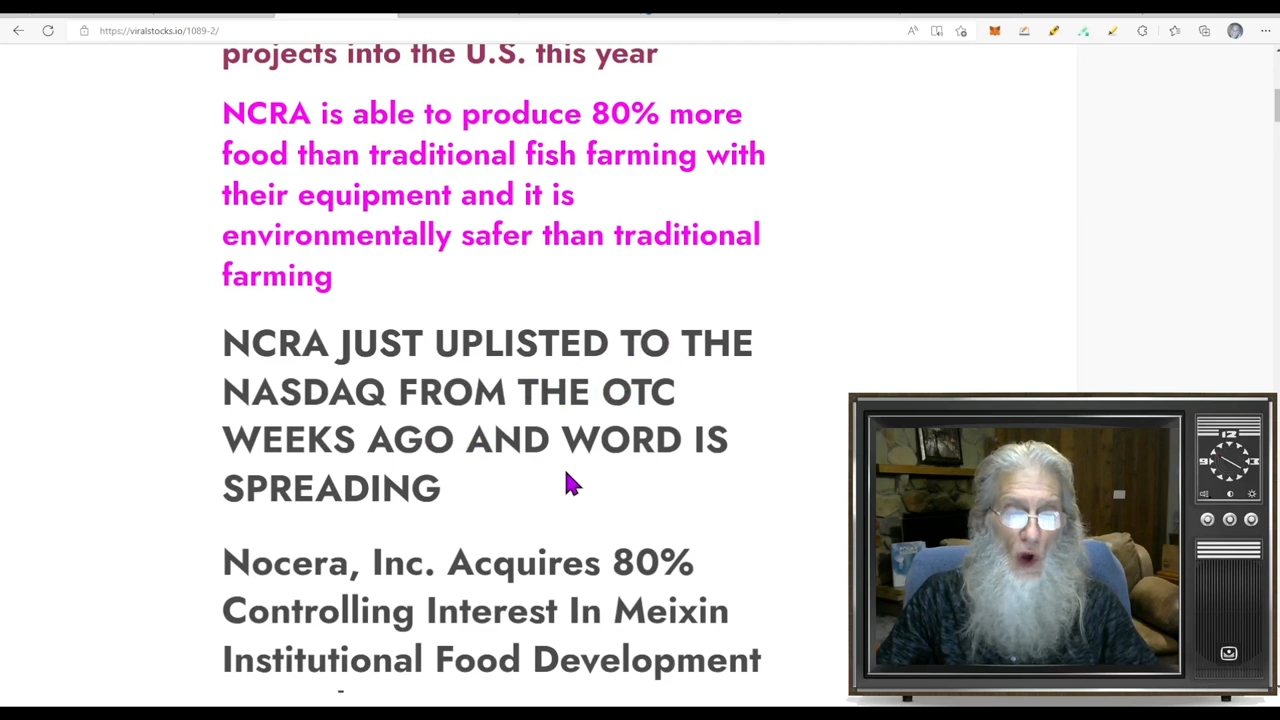 https://viralstocks.io/1089-2/
projects into the U.S. this year
NCRA is able to produce 80% more
food than traditional fish farming with
their equipment and it is
environmentally safer than traditional
farming
NCRA JUST UPLISTED TO THE
NASDAQ FROM THE OTC
WEEKS AGO AND WORD IS
SPREADING
Nocera, Inc. Acquires 80%
Controlling Interest In Meixin
Institutional Food Development
12
9 3